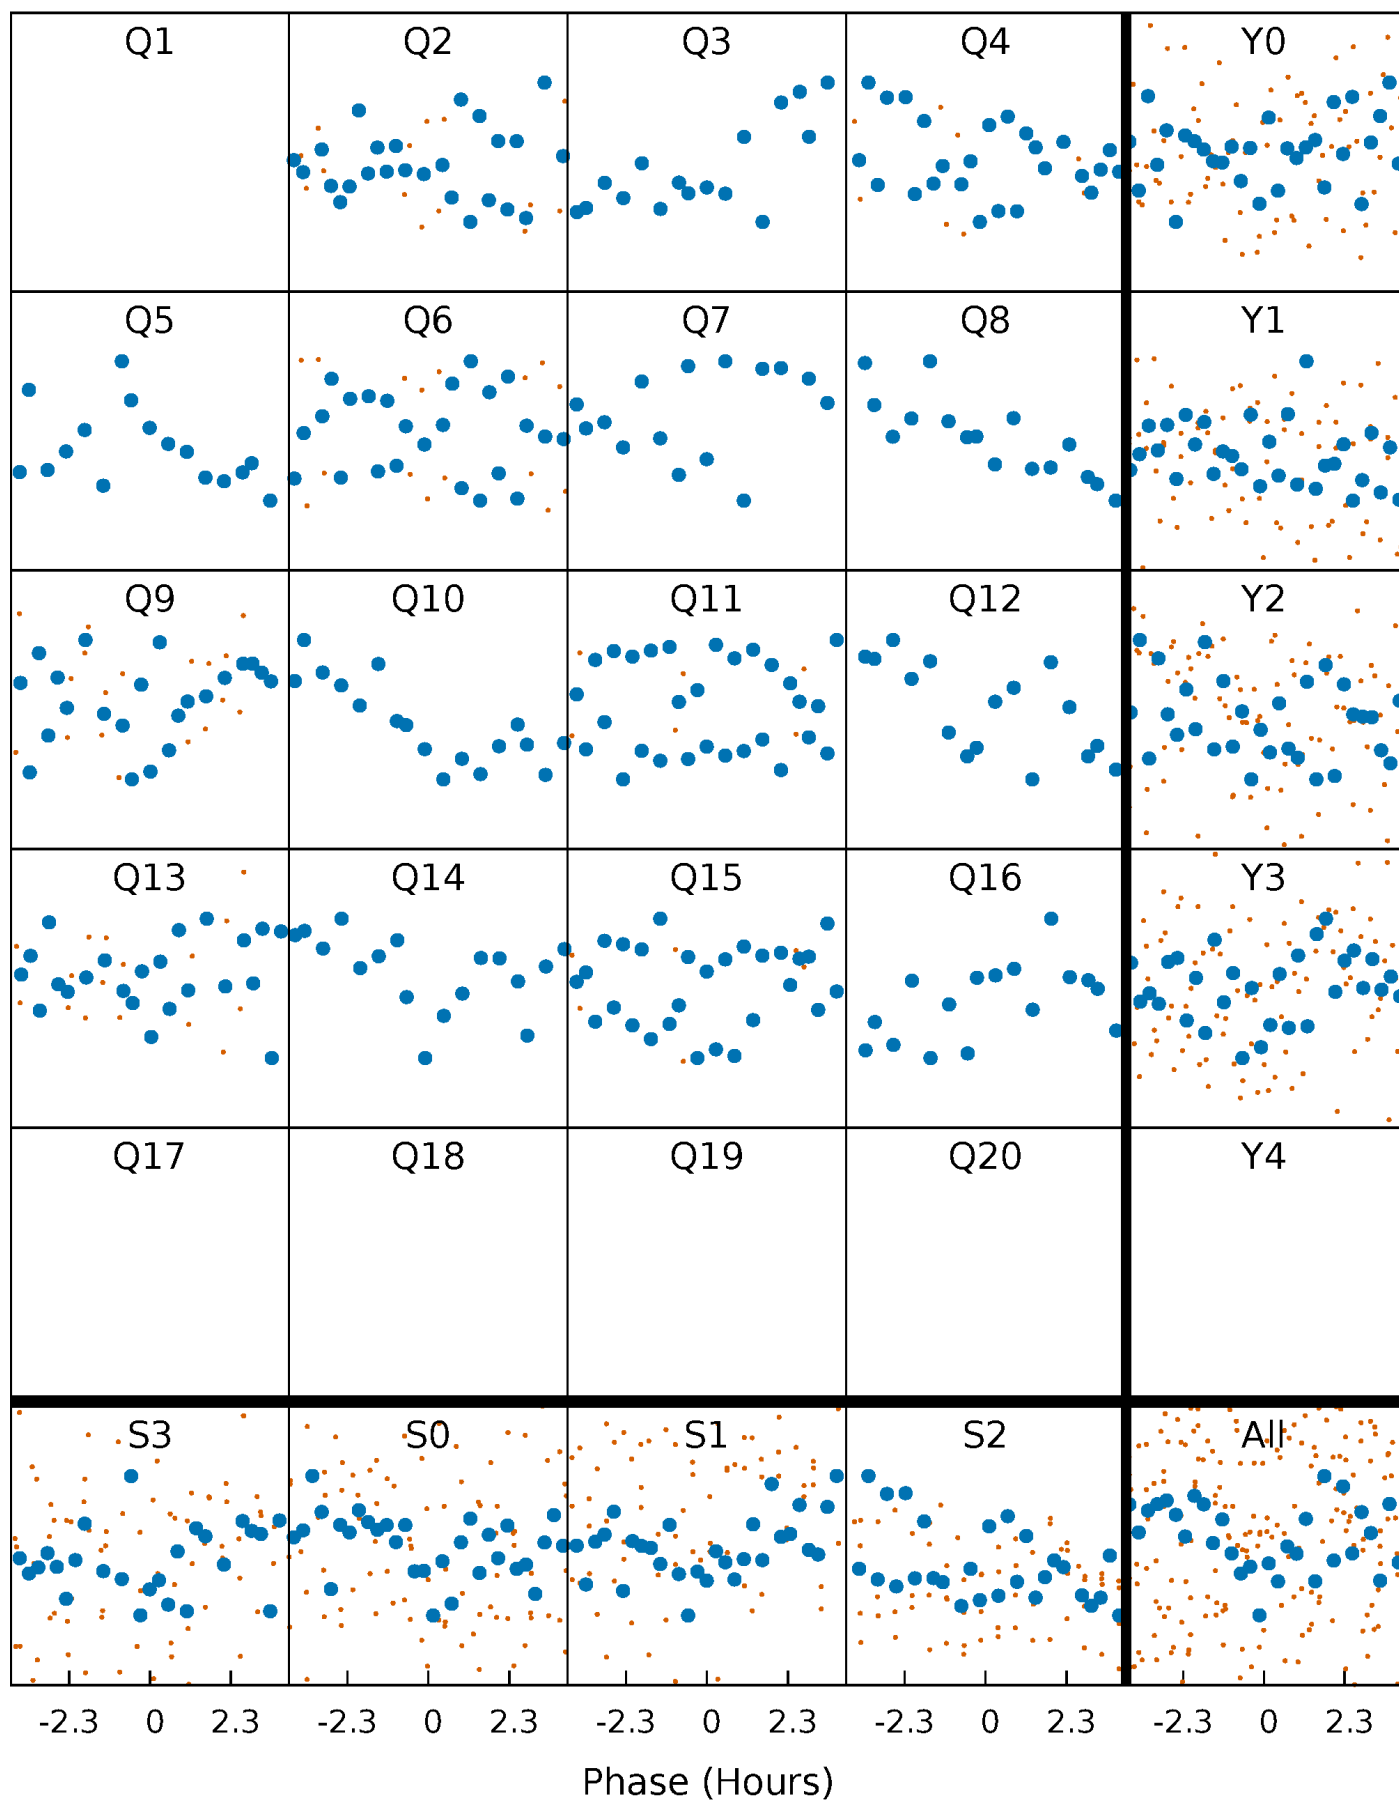 Q1 Q2 Q3 Q4 Y0
Q5 Q6 Q7 Q8 Y1
Q9 Q10 Q11 Q12 Y2
Q13 Q14 Q15 Q16 Y3
Q17 Q18 Q19 Q20 Y4
S3 S0 S1 S2 All
-2.3 0 2.3 -2.3 0 2.3 -2.3 0 2.3 -2.3 0 2.3 -2.3 0 2.3
Phase (Hours)